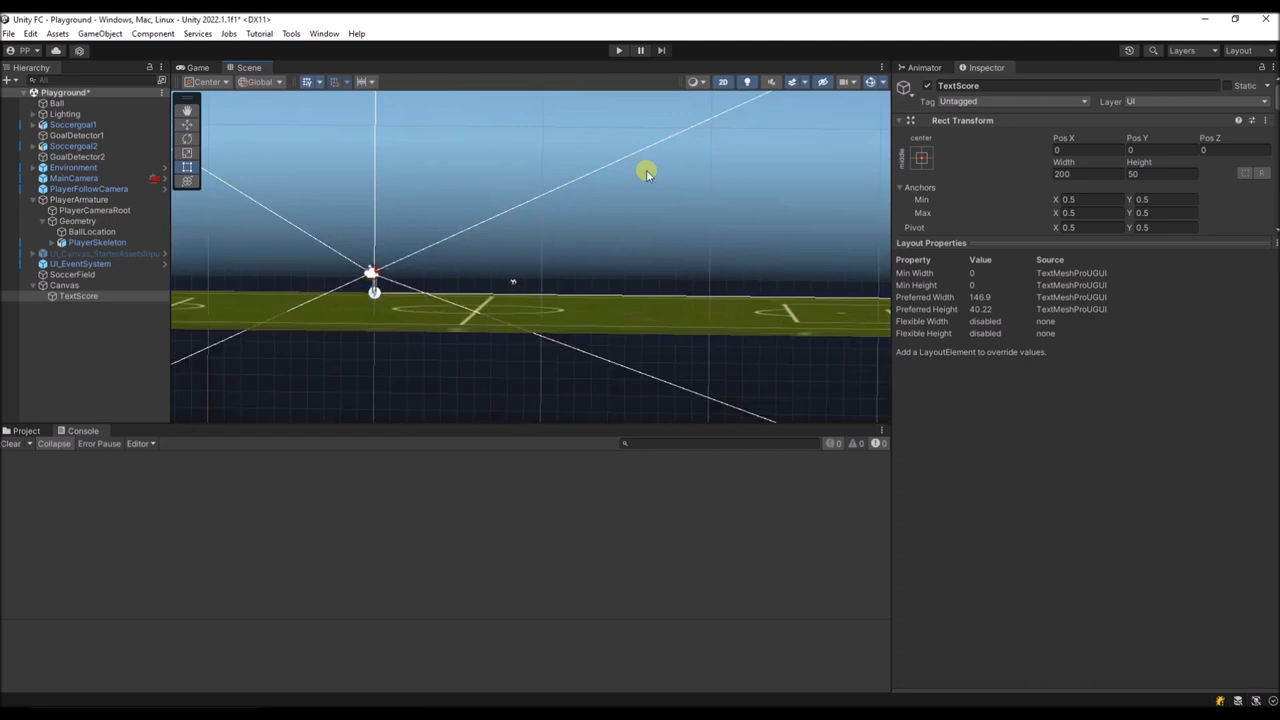 Unity FC - Playground - Windows, Mac, Linux - Unity 2022.1.1f1* <DX11>
File Edit Assets GameObject Component Services Jobs Tutorial Tools Window Help
PP Layers Layout
Hierarchy Game Scene Animator Inspector
All Center Global 2D
Playground*
Ball
Lighting
Soccergoal1
GoalDetector1
Soccergoal2
GoalDetector2
Environment
MainCamera
PlayerFollowCamera
PlayerArmature
PlayerCameraRoot
Geometry
BallLocation
PlayerSkeleton
UI_Canvas_StarterAssetsInpu
UI_EventSystem
SoccerField
Canvas
TextScore
TextScore Static
Tag Untagged Layer UI
Rect Transform
center Pos X Pos Y Pos Z
middle 0 0 0
Width Height
200 50 R
Anchors
Min X 0.5 Y 0.5
Max X 0.5 Y 0.5
Pivot X 0.5 Y 0.5
Layout Properties
Property Value Source
Min Width 0 TextMeshProUGUI
Min Height 0 TextMeshProUGUI
Preferred Width 146.9 TextMeshProUGUI
Preferred Height 40.22 TextMeshProUGUI
Flexible Width disabled none
Flexible Height disabled none
Add a LayoutElement to override values.
Project Console
Clear Collapse Error Pause Editor 0 0 0